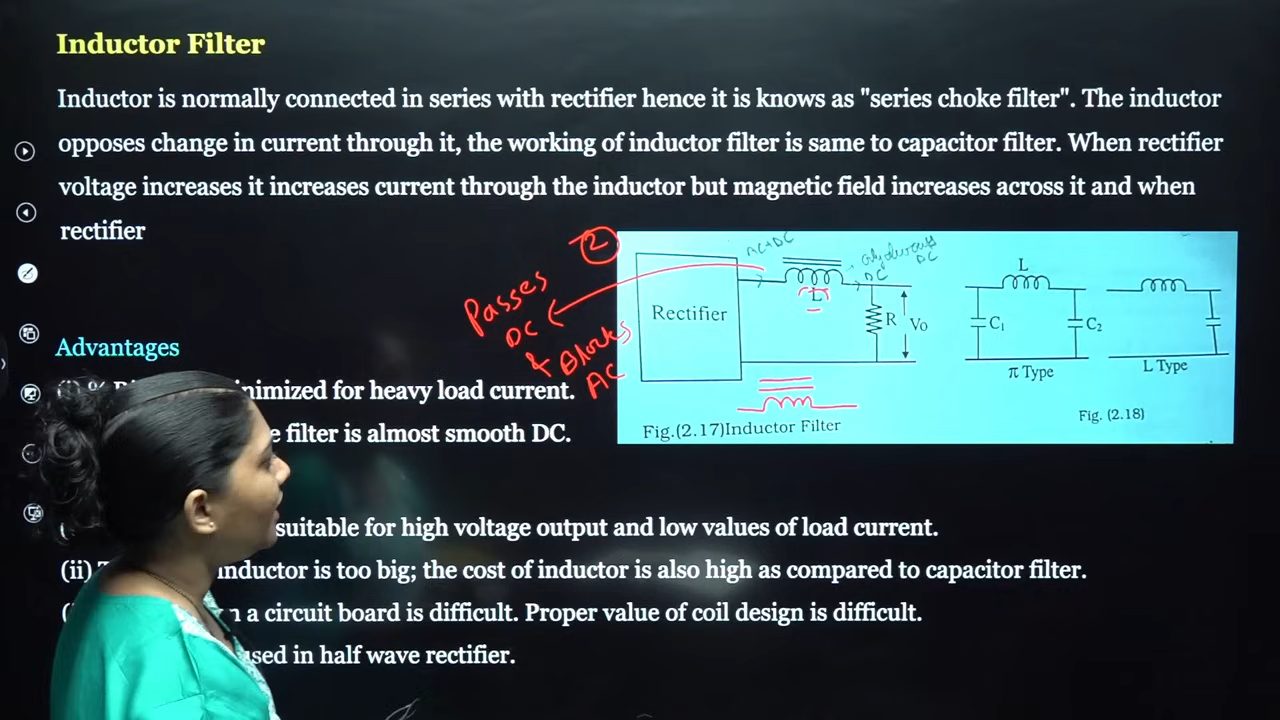 Inductor Filter
Inductor is normally connected in series with rectifier hence it is knows as "series choke filter". The inductor
opposes change in current through it, the working of inductor filter is same to capacitor filter. When rectifier
voltage increases it increases current through the inductor but magnetic field increases across it and when
rectifier
2
Passes
DC
& Blocks
AC
AC+DC
DC
DC
Rectifier
L
R
Vo
Fig.(2.17)Inductor Filter
L
C₁
C₂
π Type
L Type
Fig. (2.18)
Advantages
inimized for heavy load current.
e filter is almost smooth DC.
suitable for high voltage output and low values of load current.
(ii) inductor is too big; the cost of inductor is also high as compared to capacitor filter.
n a circuit board is difficult. Proper value of coil design is difficult.
used in half wave rectifier.